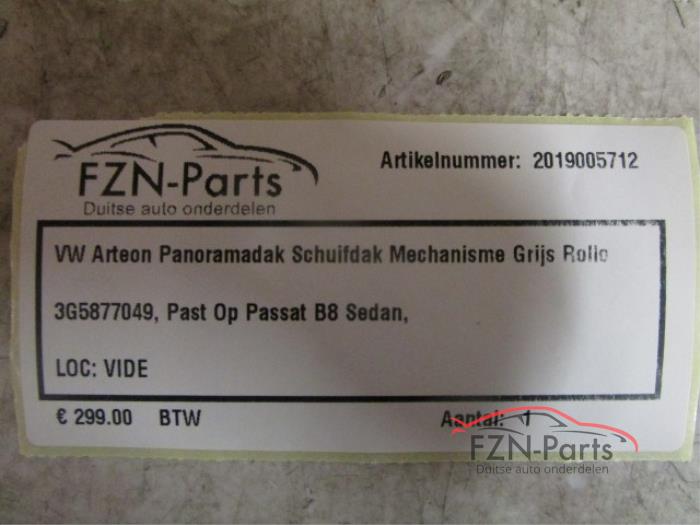 FZN-Parts
Duitse auto onderdelen
Artikelnummer: 2019005712
VW Arteon Panoramadak Schuifdak Mechanisme Grijs Rollo
3G5877049, Past Op Passat B8 Sedan,
LOC: VIDE
€ 299.00 BTW Aantal: 1
FZN-Parts
Duitse auto onderdelen